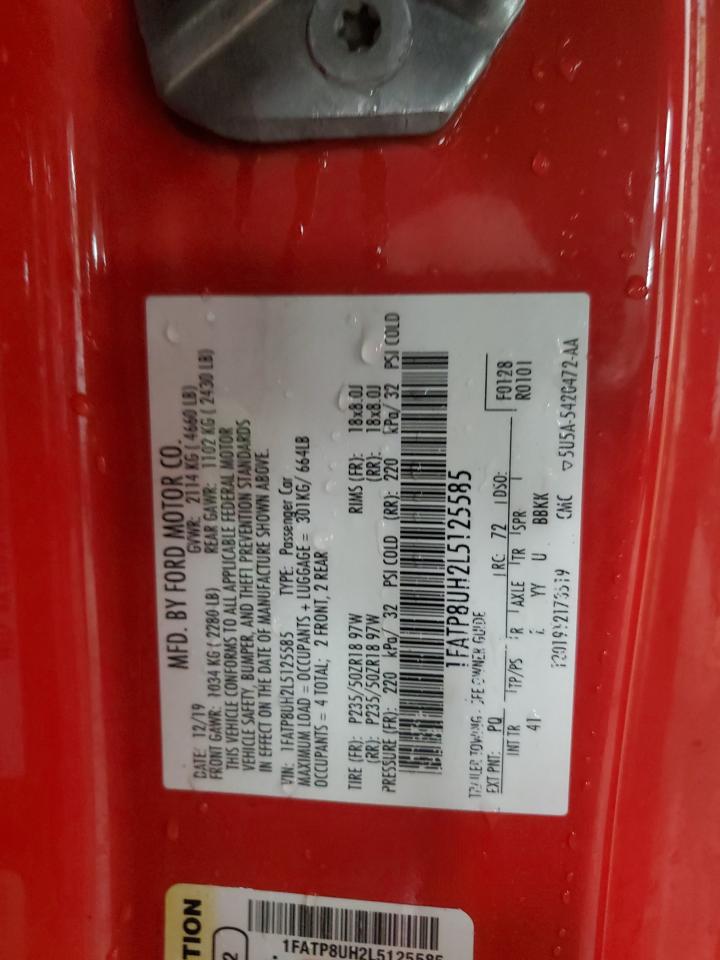 MFD. BY FORD MOTOR CO.
DATE: 12/19 GVWR: 2114 KG ( 4660 LB)
FRONT GAWR: 1034 KG ( 2280 LB) REAR GAWR: 1102 KG ( 2430 LB)
THIS VEHICLE CONFORMS TO ALL APPLICABLE FEDERAL MOTOR
VEHICLE SAFETY, BUMPER, AND THEFT PREVENTION STANDARDS
IN EFFECT ON THE DATE OF MANUFACTURE SHOWN ABOVE.
VIN: 1FATP8UH2L5125585 TYPE: Passenger Car
MAXIMUM LOAD = OCCUPANTS + LUGGAGE = 301KG/ 664LB
OCCUPANTS = 4 TOTAL; 2 FRONT, 2 REAR
TIRE (FR): P235/50ZR18 97W RIMS (FR): 18x8.0J
(RR): P235/50ZR18 97W (RR): 18x8.0J
PRESSURE (FR): 220 kPa/ 32 PSI COLD (RR): 220 kPa/ 32 PSI COLD
1FATP8UH2L5125585
TRAILER TOWING - SEE OWNER GUIDE F0128
EXT PNT: PQ RC: 72 DSO: R0101
INT TR TP/PS R AXLE TR SPR
41 YY U BBKK
CMC ▽5U5A-5420472-AA
TION
2
1FATP8UH2L5125585